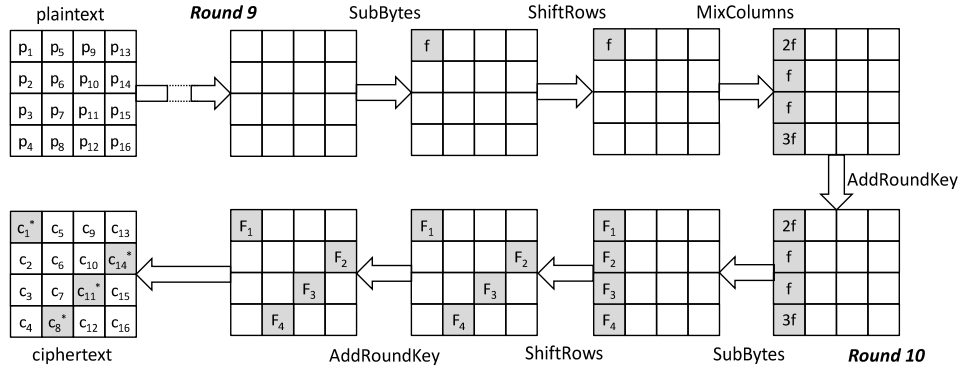 plaintext Round 9 SubBytes ShiftRows MixColumns
p1 p5 p9 p13 f f 2f
p2 p6 p10 p14 f
p3 p7 p11 p15 f
p4 p8 p12 p16 3f
AddRoundKey
c1* c5 c9 c13 F1 F1 F1 2f
c2 c6 c10 c14* F2 F2 F2 f
c3 c7 c11* c15 F3 F3 F3 f
c4 c8* c12 c16 F4 F4 F4 3f
ciphertext AddRoundKey ShiftRows SubBytes Round 10